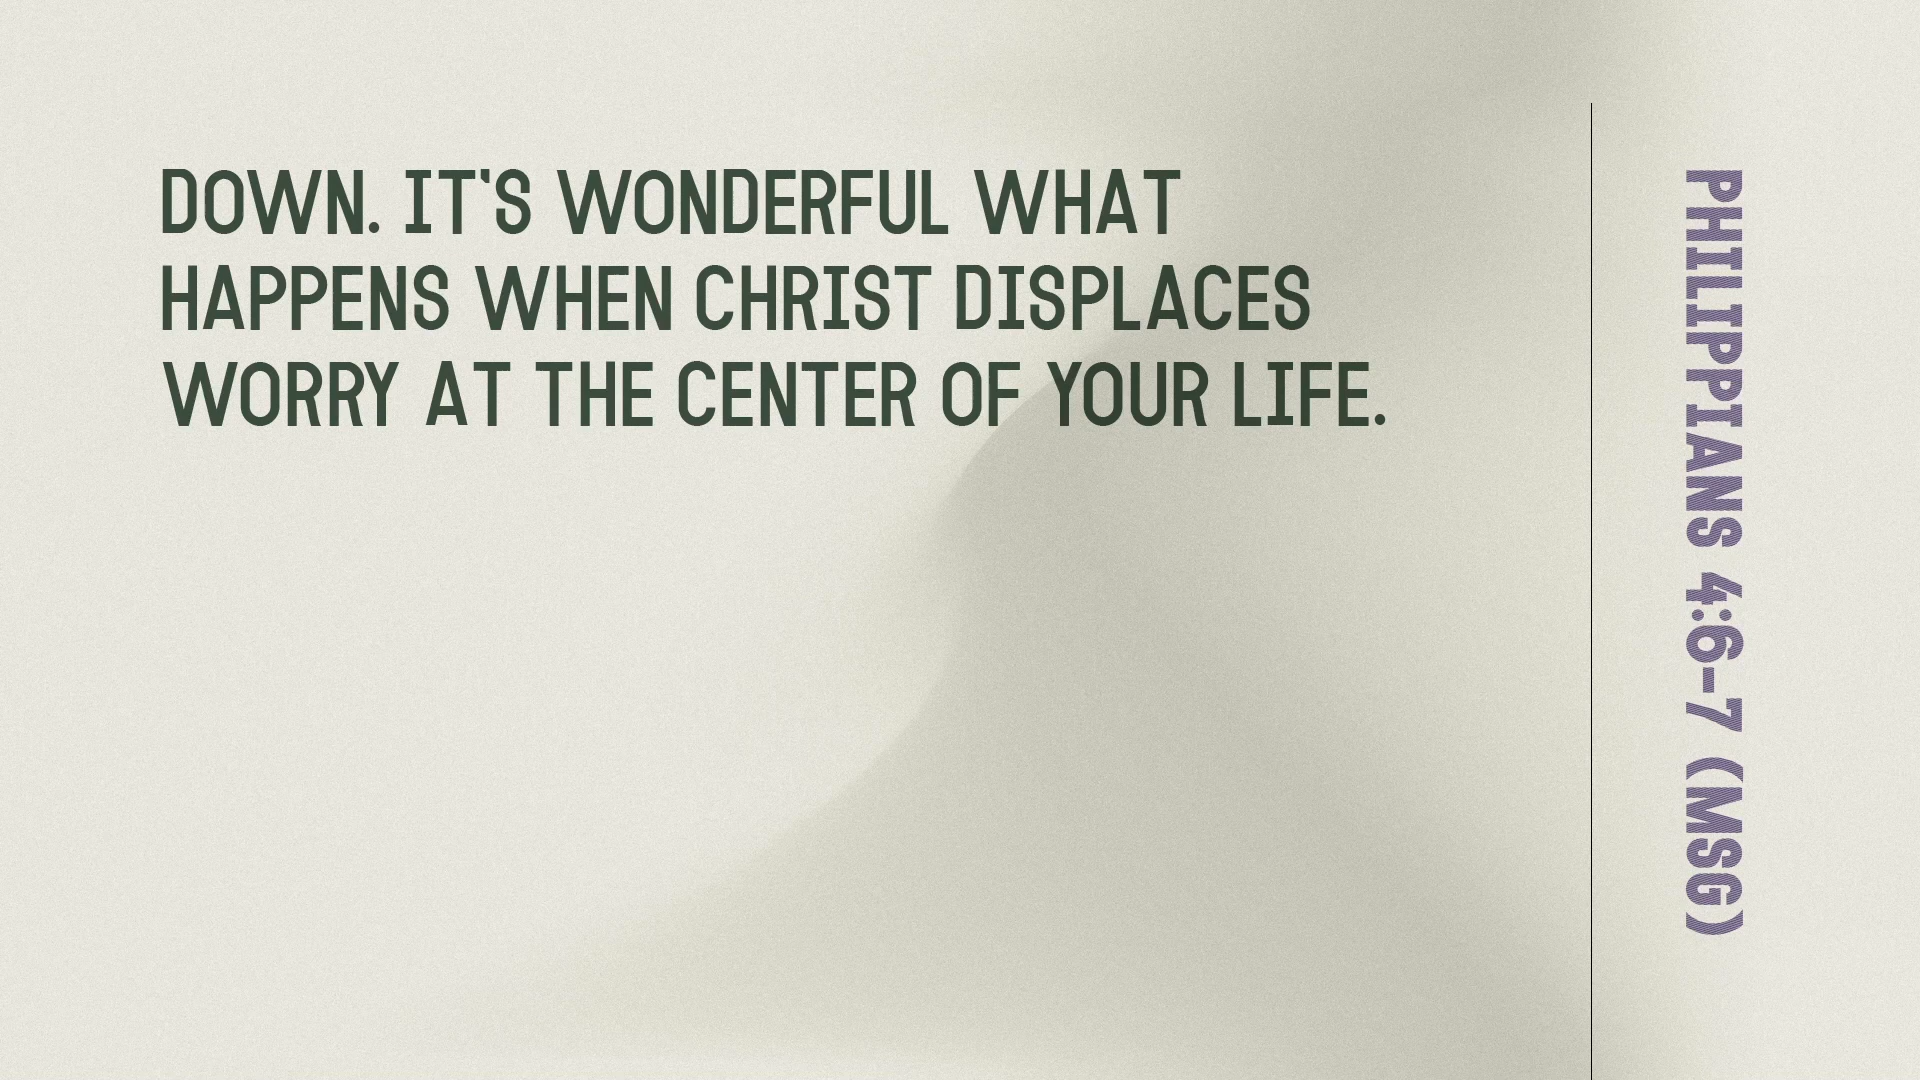 DOWN. IT'S WONDERFUL WHAT
HAPPENS WHEN CHRIST DISPLACES
WORRY AT THE CENTER OF YOUR LIFE.
PHILIPPIANS 4:6-7 (MSG)